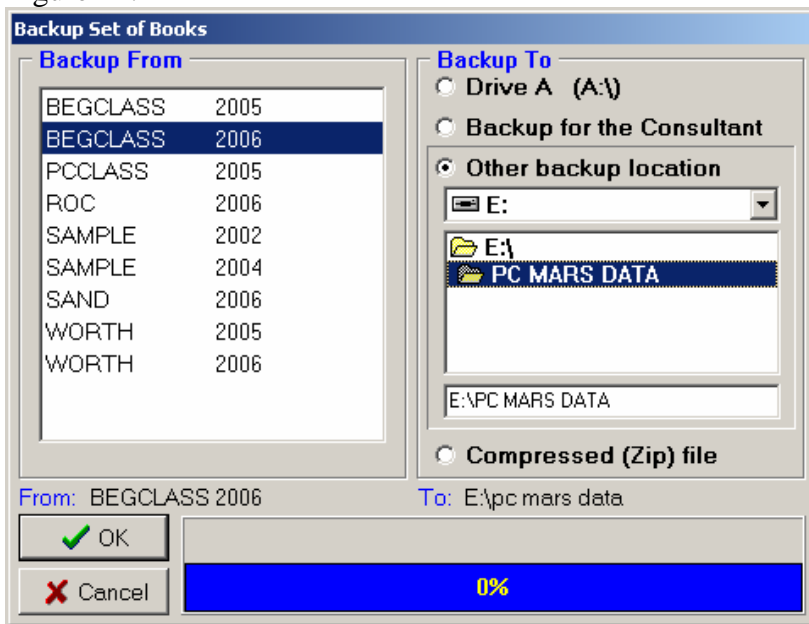 Backup Set of Books
Backup From
BEGCLASS 2005
BEGCLASS 2006
PCCLASS 2005
ROC 2006
SAMPLE 2002
SAMPLE 2004
SAND 2006
WORTH 2005
WORTH 2006
Backup To
Drive A (A:\)
Backup for the Consultant
Other backup location
E:
E:\
PC MARS DATA
E:\PC MARS DATA
Compressed (Zip) file
From: BEGCLASS 2006
To: E:\pc mars data
OK
Cancel
0%